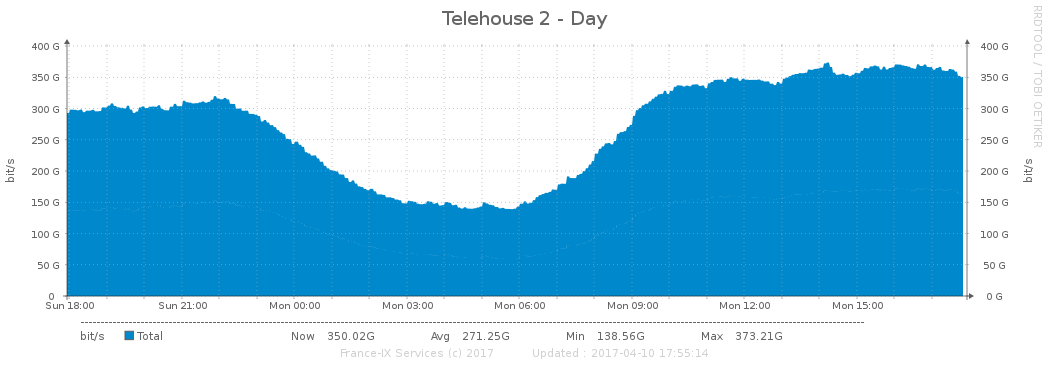 Telehouse 2 - Day
RRDTOOL / TOBI OETIKER
bit/s
400 G 400 G
350 G 350 G
300 G 300 G
250 G 250 G
200 G 200 G
150 G 150 G
100 G 100 G
50 G 50 G
0 0 G
bit/s
Sun 18:00 Sun 21:00 Mon 00:00 Mon 03:00 Mon 06:00 Mon 09:00 Mon 12:00 Mon 15:00
bit/s Total Now 350.02G Avg 271.25G Min 138.56G Max 373.21G
France-IX Services (c) 2017 Updated : 2017-04-10 17:55:14